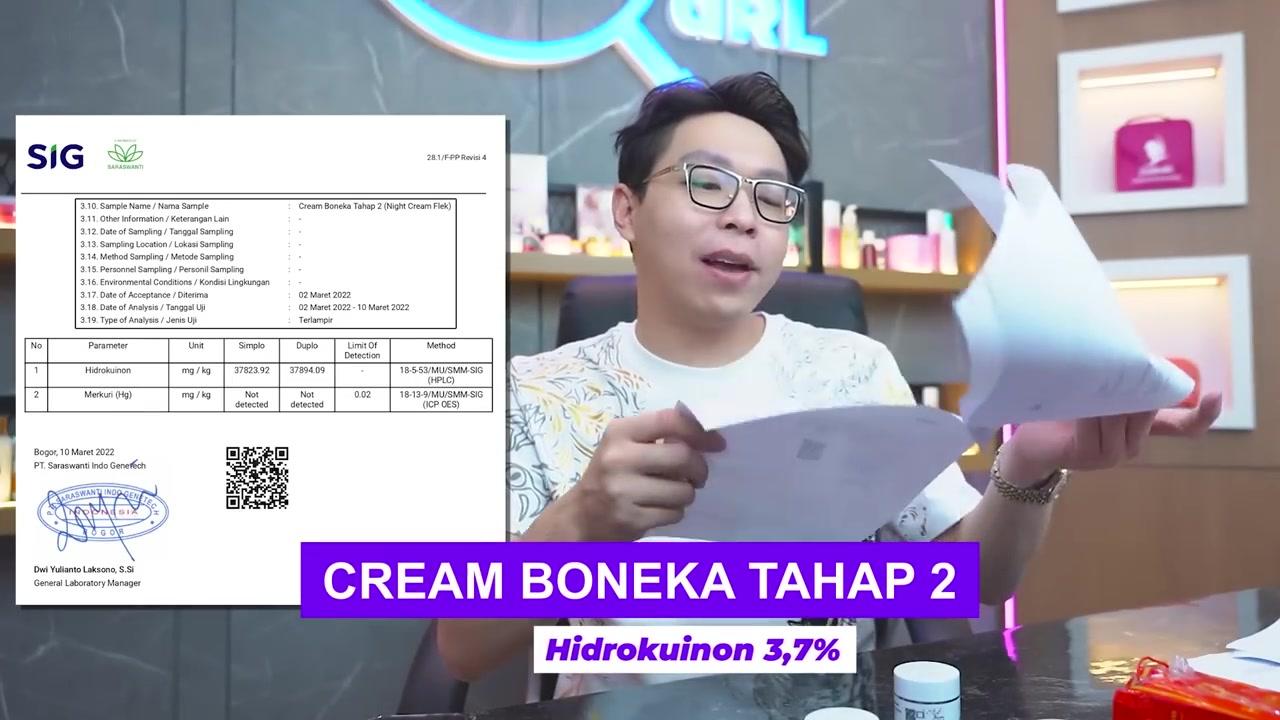 aRL
SIG
SARASWANTI
28.1/F-PP Revisi 4
3.10. Sample Name / Nama Sample : Cream Boneka Tahap 2 (Night Cream Flek)
3.11. Other Information / Keterangan Lain : -
3.12. Date of Sampling / Tanggal Sampling : -
3.13. Sampling Location / Lokasi Sampling : -
3.14. Method Sampling / Metode Sampling : -
3.15. Personnel Sampling / Personil Sampling : -
3.16. Environmental Conditions / Kondisi Lingkungan : -
3.17. Date of Acceptance / Diterima : 02 Maret 2022
3.18. Date of Analysis / Tanggal Uji : 02 Maret 2022 - 10 Maret 2022
3.19. Type of Analysis / Jenis Uji : Terlampir
No Parameter Unit Simplo Duplo Limit Of Detection Method
1 Hidrokuinon mg / kg 37823.92 37894.09 - 18-5-53/MU/SMM-SIG (HPLC)
2 Merkuri (Hg) mg / kg Not detected Not detected 0.02 18-13-9/MU/SMM-SIG (ICP OES)
Bogor, 10 Maret 2022
PT. Saraswanti Indo Genetech
SARASWANTI INDO GENETECH
INDONESIA
BOGOR
Dwi Yulianto Laksono, S.Si
General Laboratory Manager
CREAM BONEKA TAHAP 2
Hidrokuinon 3,7%